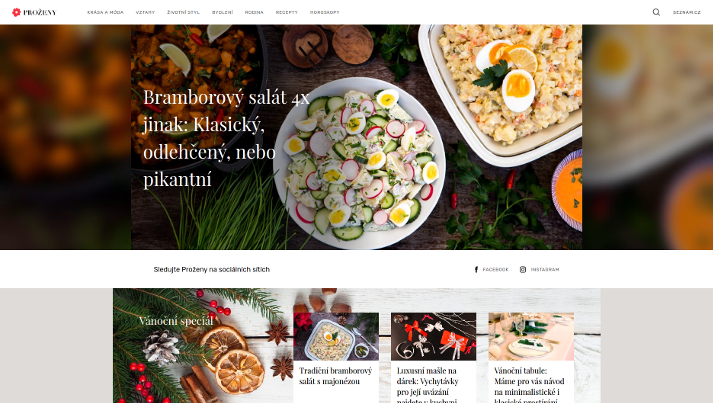 PROŽENY
KRÁSA A MÓDA VZTAHY ŽIVOTNÍ STYL BYDLENÍ RODINA RECEPTY HOROSKOPY
SEZNAM.CZ
Bramborový salát 4x
jinak: Klasický,
odlehčený, nebo
pikantní
Sledujte Proženy na sociálních sítích
FACEBOOK INSTAGRAM
Vánoční speciál
Tradiční bramborový
salát s majonézou
Luxusní mašle na
dárek: Vychytávky
pro její uvázání
najdete v kuchyni
Vánoční tabule:
Máme pro vás návod
na minimalistické i
klasické prostírání